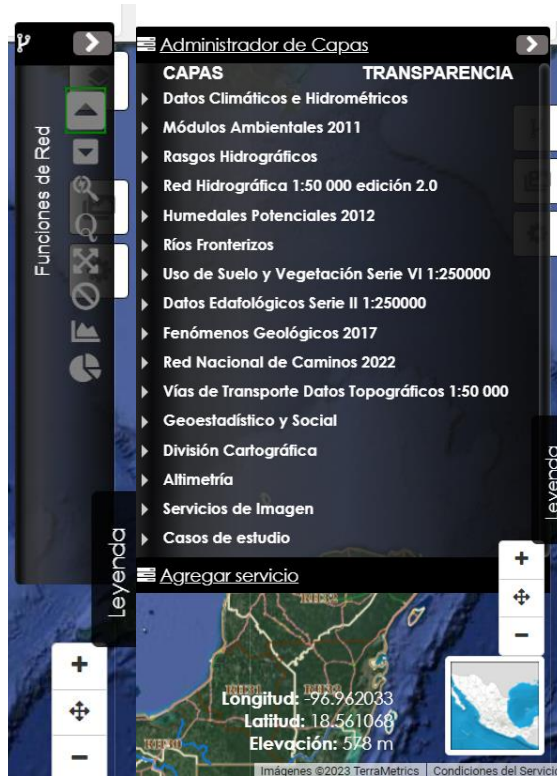 Funciones de Red
Leyenda
+
−
Administrador de Capas
CAPAS TRANSPARENCIA
Datos Climáticos e Hidrométricos
Módulos Ambientales 2011
Rasgos Hidrográficos
Red Hidrográfica 1:50 000 edición 2.0
Humedales Potenciales 2012
Ríos Fronterizos
Uso de Suelo y Vegetación Serie VI 1:250000
Datos Edafológicos Serie II 1:250000
Fenómenos Geológicos 2017
Red Nacional de Caminos 2022
Vías de Transporte Datos Topográficos 1:50 000
Geoestadístico y Social
División Cartográfica
Altimetría
Servicios de Imagen
Casos de estudio
Leyenda
Agregar servicio
+
−
RH32
RH31
RH33
RH30
Longitud: -96.962033
Latitud: 18.561068
Elevación: 578 m
Imágenes ©2023 TerraMetrics
Condiciones del Servicio